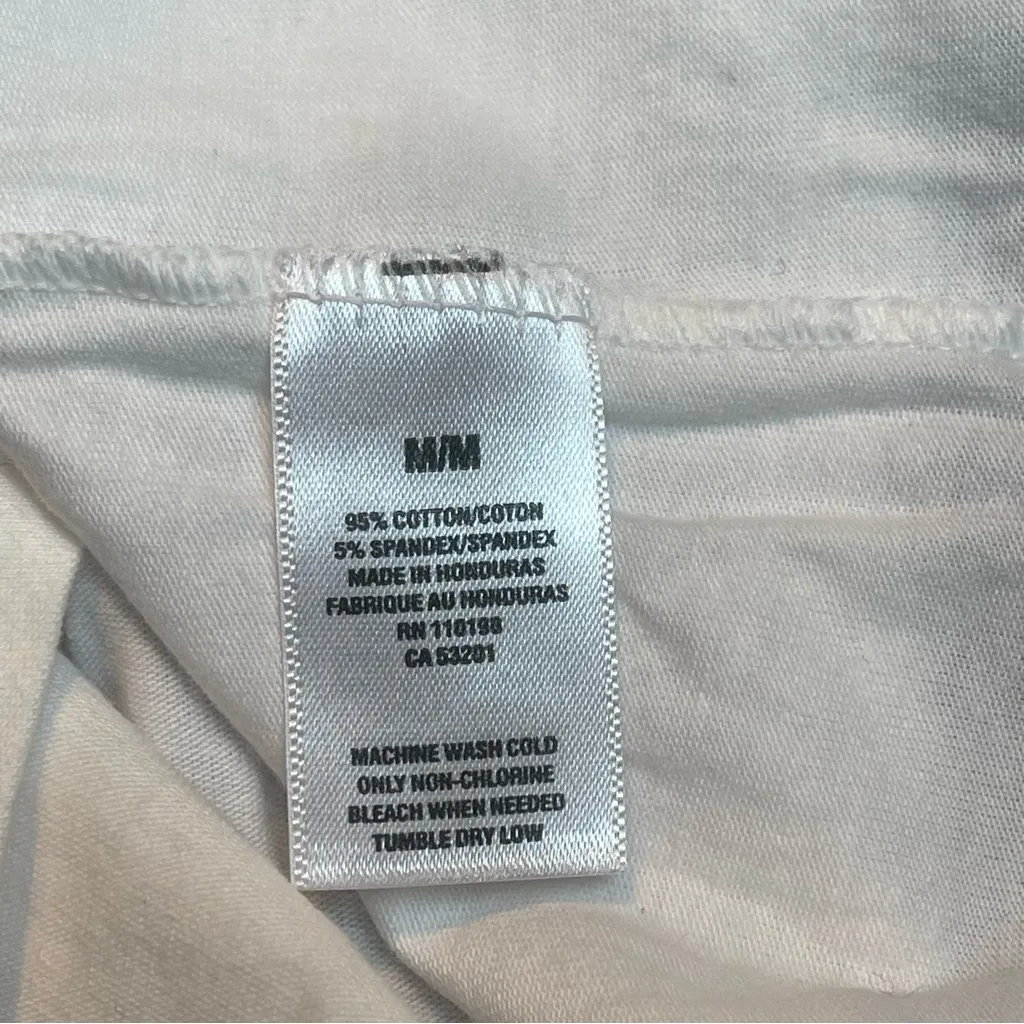 M/M
95% COTTON/COTON
5% SPANDEX/SPANDEX
MADE IN HONDURAS
FABRIQUE AU HONDURAS
RN 110198
CA 53201
MACHINE WASH COLD
ONLY NON-CHLORINE
BLEACH WHEN NEEDED
TUMBLE DRY LOW